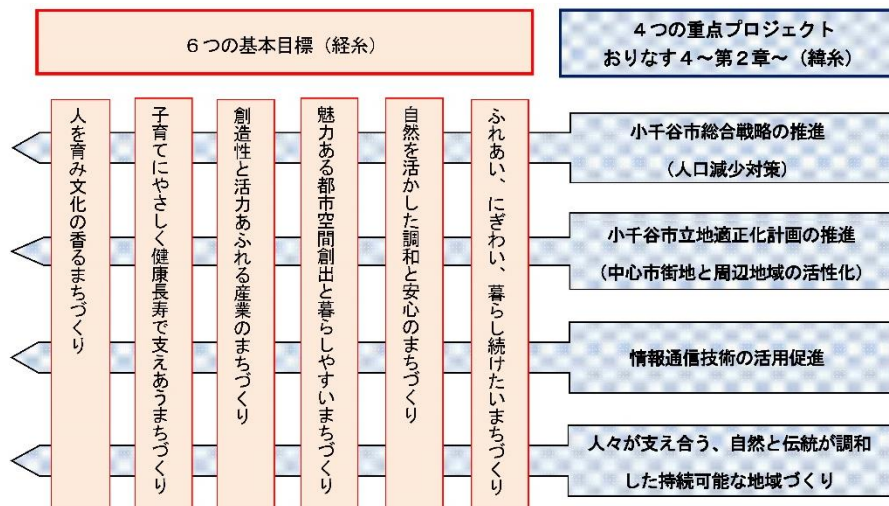 6つの基本目標（経糸）
4つの重点プロジェクト
おりなす4～第2章～（緯糸）
ふれあい、にぎわい、暮らし続けたいまちづくり
自然を活かした調和と安心のまちづくり
魅力ある都市空間創出と暮らしやすいまちづくり
創造性と活力あふれる産業のまちづくり
子育てにやさしく健康長寿で支えあうまちづくり
人を育み文化の香るまちづくり
小千谷市総合戦略の推進
（人口減少対策）
小千谷市立地適正化計画の推進
（中心市街地と周辺地域の活性化）
情報通信技術の活用促進
人々が支え合う、自然と伝統が調和
した持続可能な地域づくり